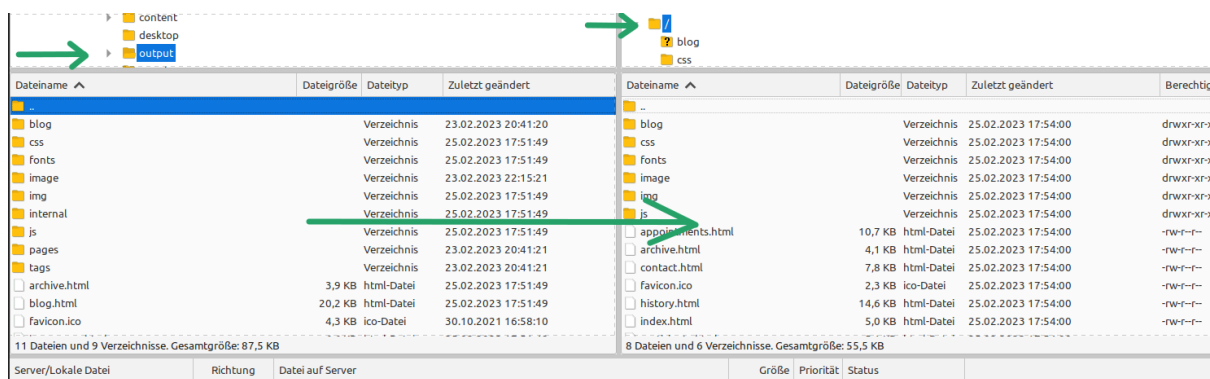 content
desktop
output
/
blog
css
Dateiname Dateigröße Dateityp Zuletzt geändert
..
blog Verzeichnis 23.02.2023 20:41:20
css Verzeichnis 25.02.2023 17:51:49
fonts Verzeichnis 25.02.2023 17:51:49
image Verzeichnis 23.02.2023 22:15:21
img Verzeichnis 25.02.2023 17:51:49
internal Verzeichnis 25.02.2023 17:51:49
js Verzeichnis 25.02.2023 17:51:49
pages Verzeichnis 23.02.2023 20:41:21
tags Verzeichnis 23.02.2023 20:41:21
archive.html 3,9 KB html-Datei 25.02.2023 17:51:49
blog.html 20,2 KB html-Datei 25.02.2023 17:51:49
favicon.ico 4,3 KB ico-Datei 30.10.2021 16:58:10
11 Dateien und 9 Verzeichnisse. Gesamtgröße: 87,5 KB
Dateiname Dateigröße Dateityp Zuletzt geändert Berechtig
..
blog Verzeichnis 25.02.2023 17:54:00 drwxr-xr-x
css Verzeichnis 25.02.2023 17:54:00 drwxr-xr-x
fonts Verzeichnis 25.02.2023 17:54:00 drwxr-xr-x
image Verzeichnis 25.02.2023 17:54:00 drwxr-xr-x
img Verzeichnis 25.02.2023 17:54:00 drwxr-xr-x
js Verzeichnis 25.02.2023 17:54:00 drwxr-xr-x
appointments.html 10,7 KB html-Datei 25.02.2023 17:54:00 -rw-r--r--
archive.html 4,1 KB html-Datei 25.02.2023 17:54:00 -rw-r--r--
contact.html 7,8 KB html-Datei 25.02.2023 17:54:00 -rw-r--r--
favicon.ico 2,3 KB ico-Datei 25.02.2023 17:54:00 -rw-r--r--
history.html 14,6 KB html-Datei 25.02.2023 17:54:00 -rw-r--r--
index.html 5,0 KB html-Datei 25.02.2023 17:54:00 -rw-r--r--
8 Dateien und 6 Verzeichnisse. Gesamtgröße: 55,5 KB
Server/Lokale Datei Richtung Datei auf Server Größe Priorität Status